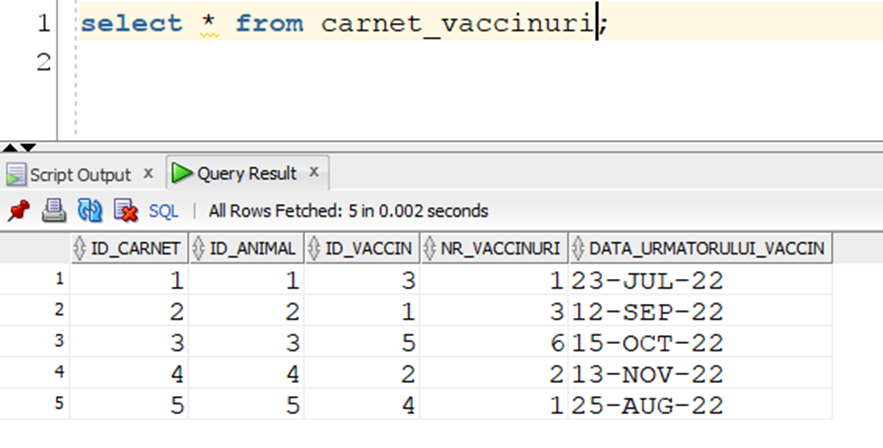 1 select * from carnet_vaccinuri;
2
Script Output x Query Result x
SQL | All Rows Fetched: 5 in 0.002 seconds
ID_CARNET ID_ANIMAL ID_VACCIN NR_VACCINURI DATA_URMATORULUI_VACCIN
1 1 1 3 1 23-JUL-22
2 2 2 1 3 12-SEP-22
3 3 3 5 6 15-OCT-22
4 4 4 2 2 13-NOV-22
5 5 5 4 1 25-AUG-22